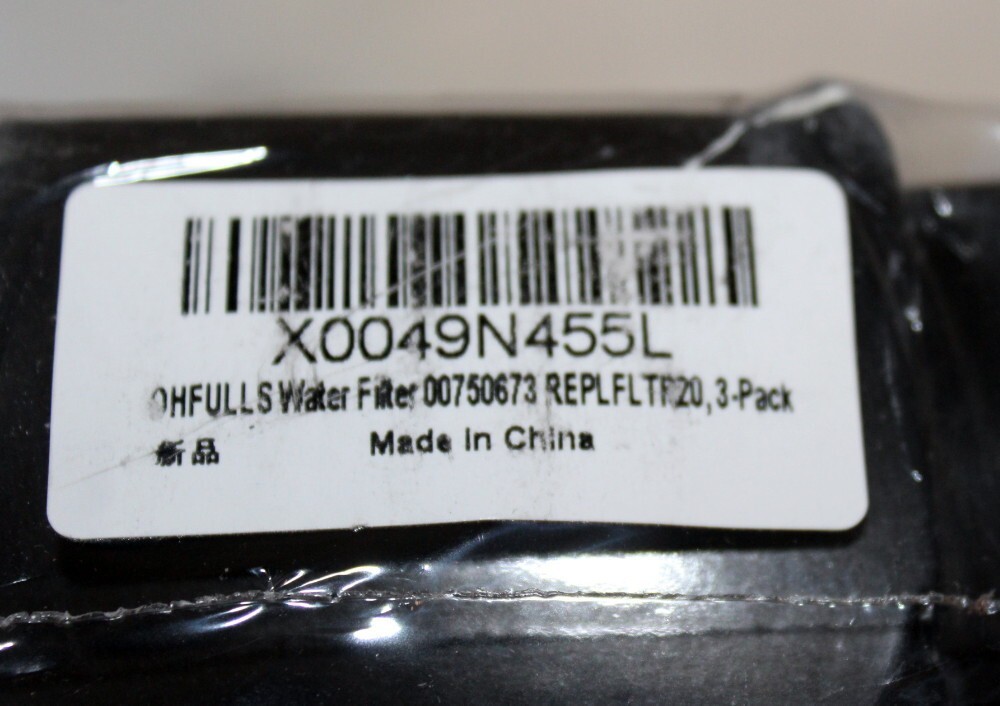 X0049N455L
OHFULLS Water Filter 00750673 REPLFLTR20, 3-Pack
新品
Made In China